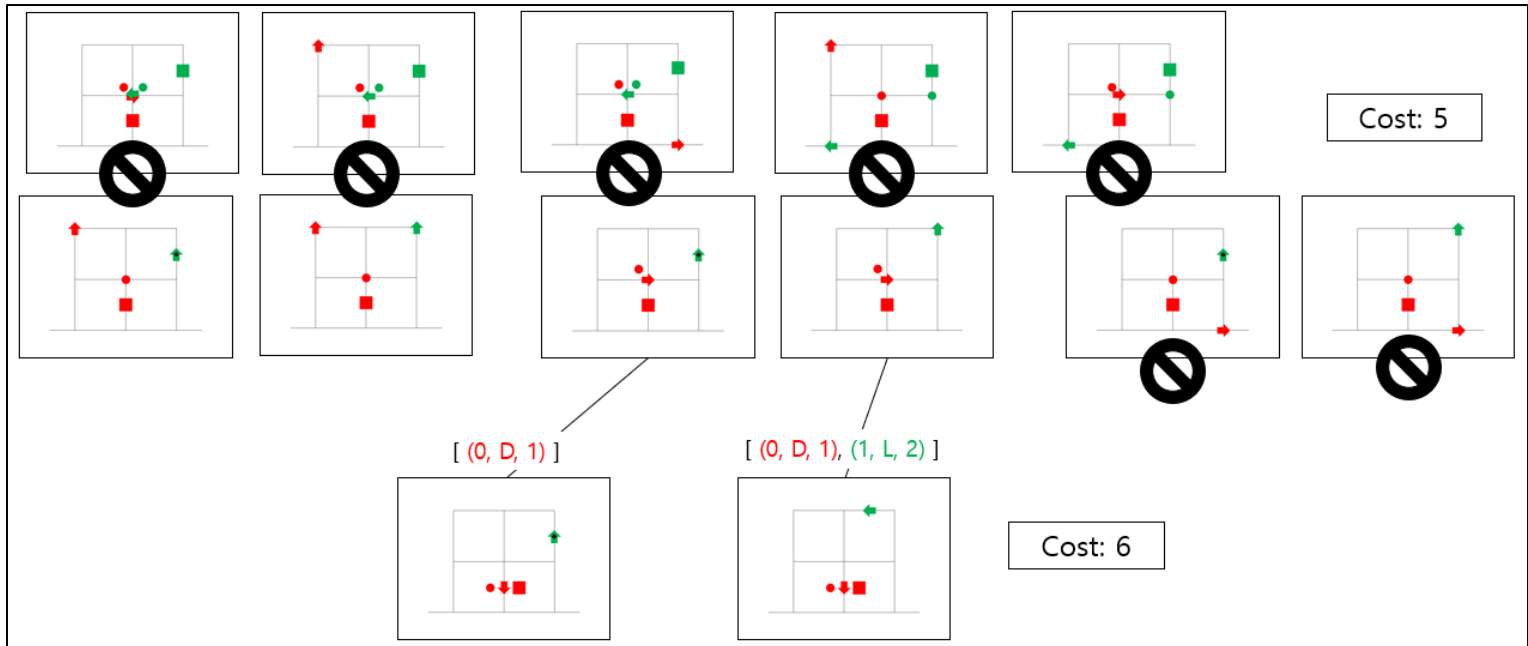 Cost: 5
[ (0, D, 1) ]
[ (0, D, 1), (1, L, 2) ]
Cost: 6